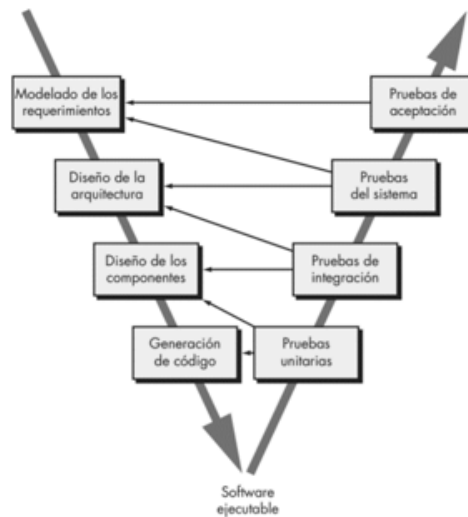 Modelado de los
requerimientos
Pruebas de
aceptación
Diseño de la
arquitectura
Pruebas
del sistema
Diseño de los
componentes
Pruebas de
integración
Generación
de código
Pruebas
unitarias
Software
ejecutable